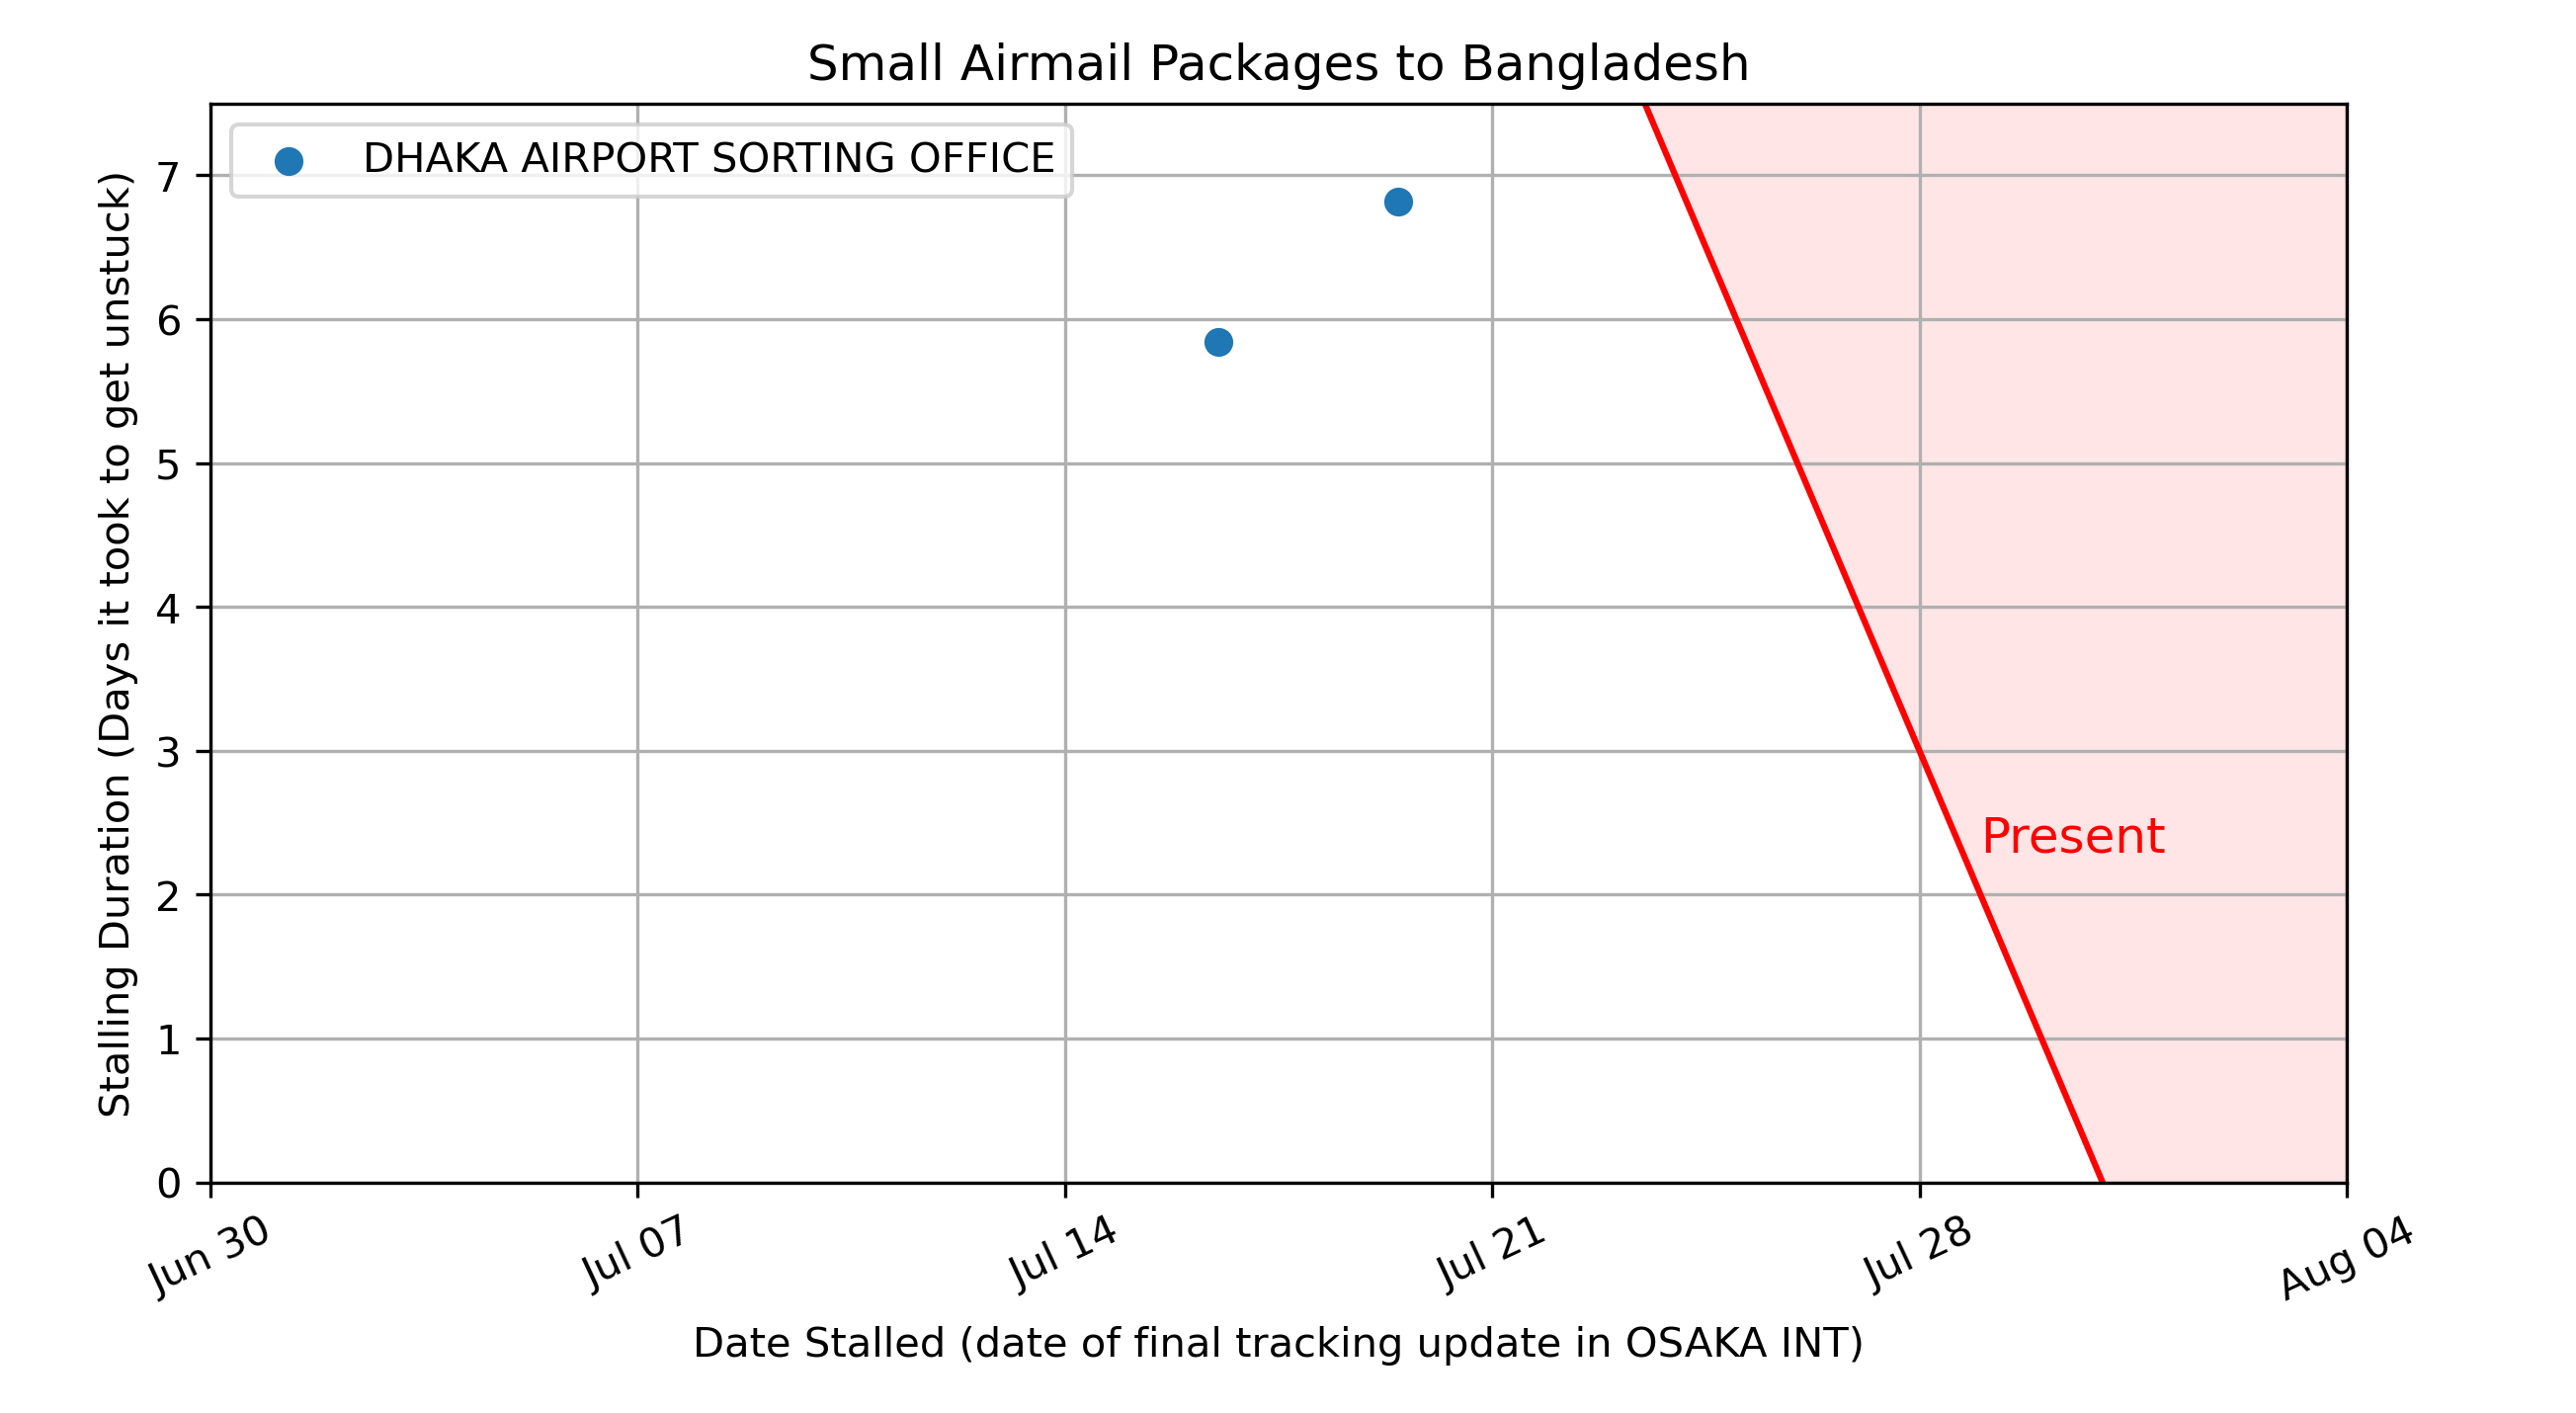 Small Airmail Packages to Bangladesh
DHAKA AIRPORT SORTING OFFICE
Stalling Duration (Days it took to get unstuck)
7
6
5
4
3
2
1
0
Present
Jun 30
Jul 07
Jul 14
Jul 21
Jul 28
Aug 04
Date Stalled (date of final tracking update in OSAKA INT)